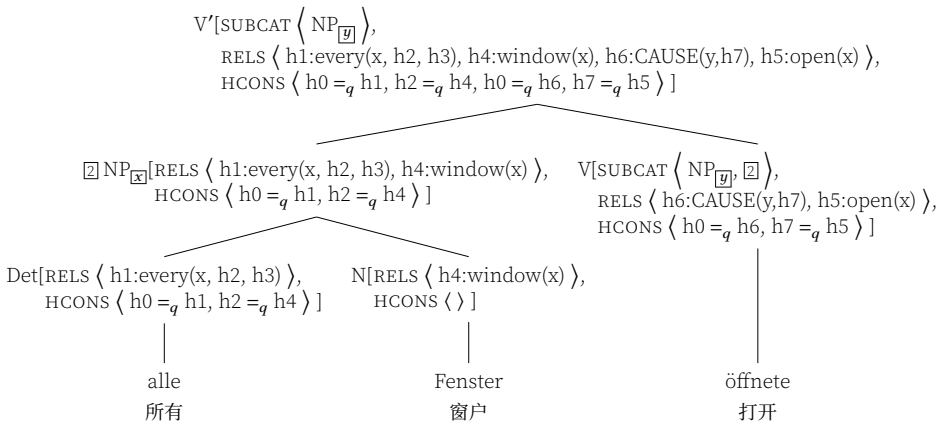 V′[SUBCAT ⟨ NP[y] ⟩,
RELS ⟨ h1:every(x, h2, h3), h4:window(x), h6:CAUSE(y,h7), h5:open(x) ⟩,
HCONS ⟨ h0 =q h1, h2 =q h4, h0 =q h6, h7 =q h5 ⟩ ]
[2] NP[x][RELS ⟨ h1:every(x, h2, h3), h4:window(x) ⟩,
HCONS ⟨ h0 =q h1, h2 =q h4 ⟩ ]
V[SUBCAT ⟨ NP[y], [2] ⟩,
RELS ⟨ h6:CAUSE(y,h7), h5:open(x) ⟩,
HCONS ⟨ h0 =q h6, h7 =q h5 ⟩ ]
Det[RELS ⟨ h1:every(x, h2, h3) ⟩,
HCONS ⟨ h0 =q h1, h2 =q h4 ⟩ ]
N[RELS ⟨ h4:window(x) ⟩,
HCONS ⟨ ⟩ ]
alle
所有
Fenster
窗户
öffnete
打开